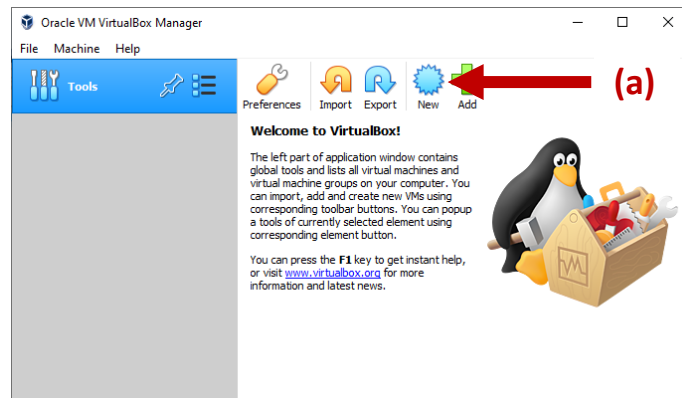 Oracle VM VirtualBox Manager
File Machine Help
Tools
Preferences Import Export New Add
(a)
Welcome to VirtualBox!
The left part of application window contains
global tools and lists all virtual machines and
virtual machine groups on your computer. You
can import, add and create new VMs using
corresponding toolbar buttons. You can popup
a tools of currently selected element using
corresponding element button.
You can press the F1 key to get instant help,
or visit www.virtualbox.org for more
information and latest news.